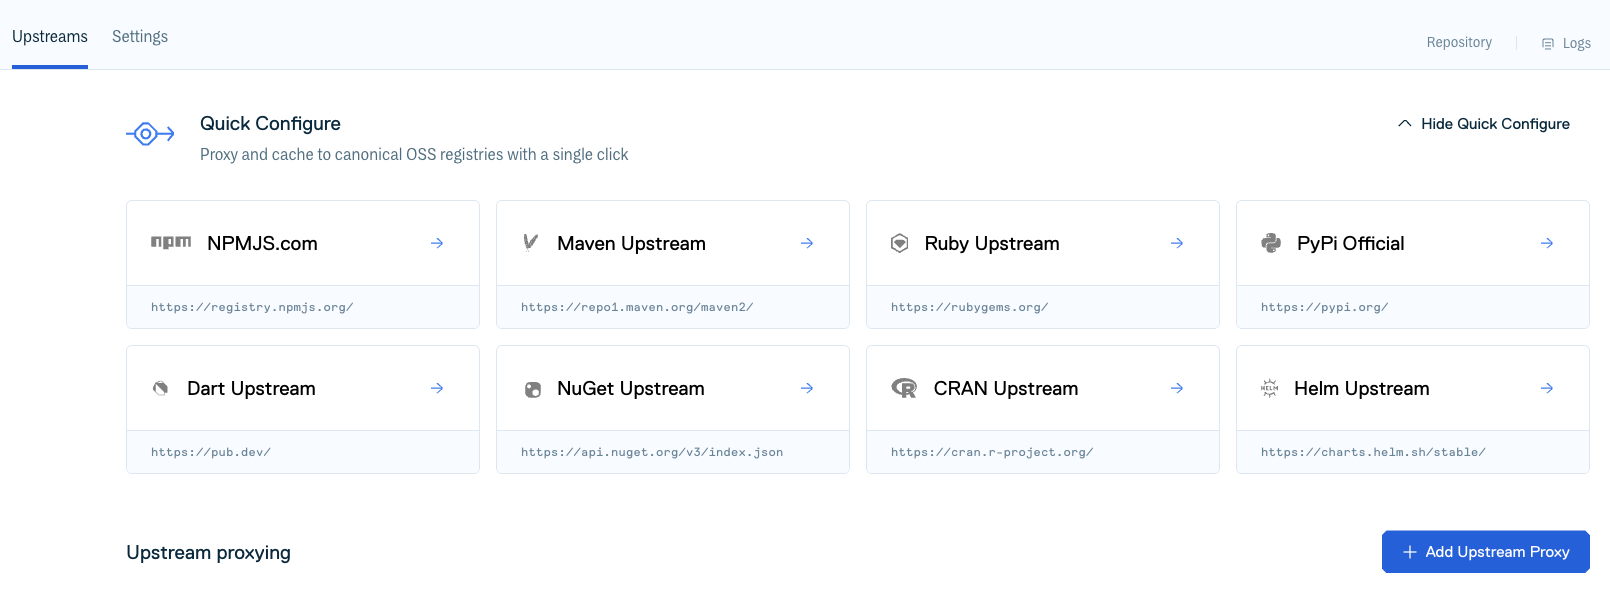 Upstreams
Settings
Repository
Logs
Quick Configure
Hide Quick Configure
Proxy and cache to canonical OSS registries with a single click
npm NPMJS.com
https://registry.npmjs.org/
Maven Upstream
https://repo1.maven.org/maven2/
Ruby Upstream
https://rubygems.org/
PyPi Official
https://pypi.org/
Dart Upstream
https://pub.dev/
NuGet Upstream
https://api.nuget.org/v3/index.json
R CRAN Upstream
https://cran.r-project.org/
HELM Helm Upstream
https://charts.helm.sh/stable/
Upstream proxying
Add Upstream Proxy